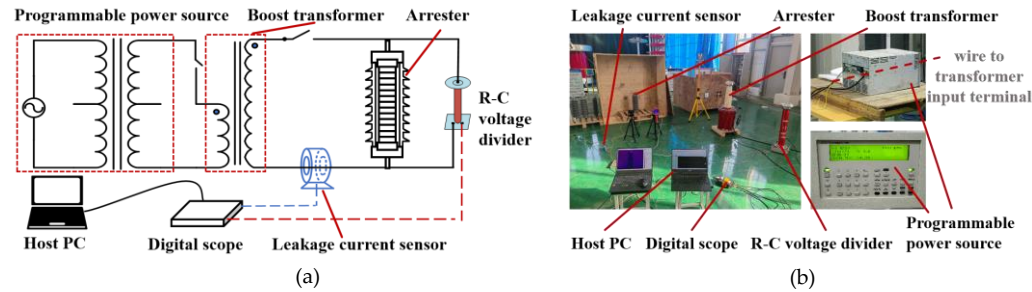 Programmable power source
Boost transformer
Arrester
R-C
voltage
divider
Host PC
Digital scope
Leakage current sensor
(a)
Leakage current sensor
Arrester
Boost transformer
wire to
transformer
input terminal
Host PC
Digital scope
R-C voltage divider
Programmable
power source
(b)